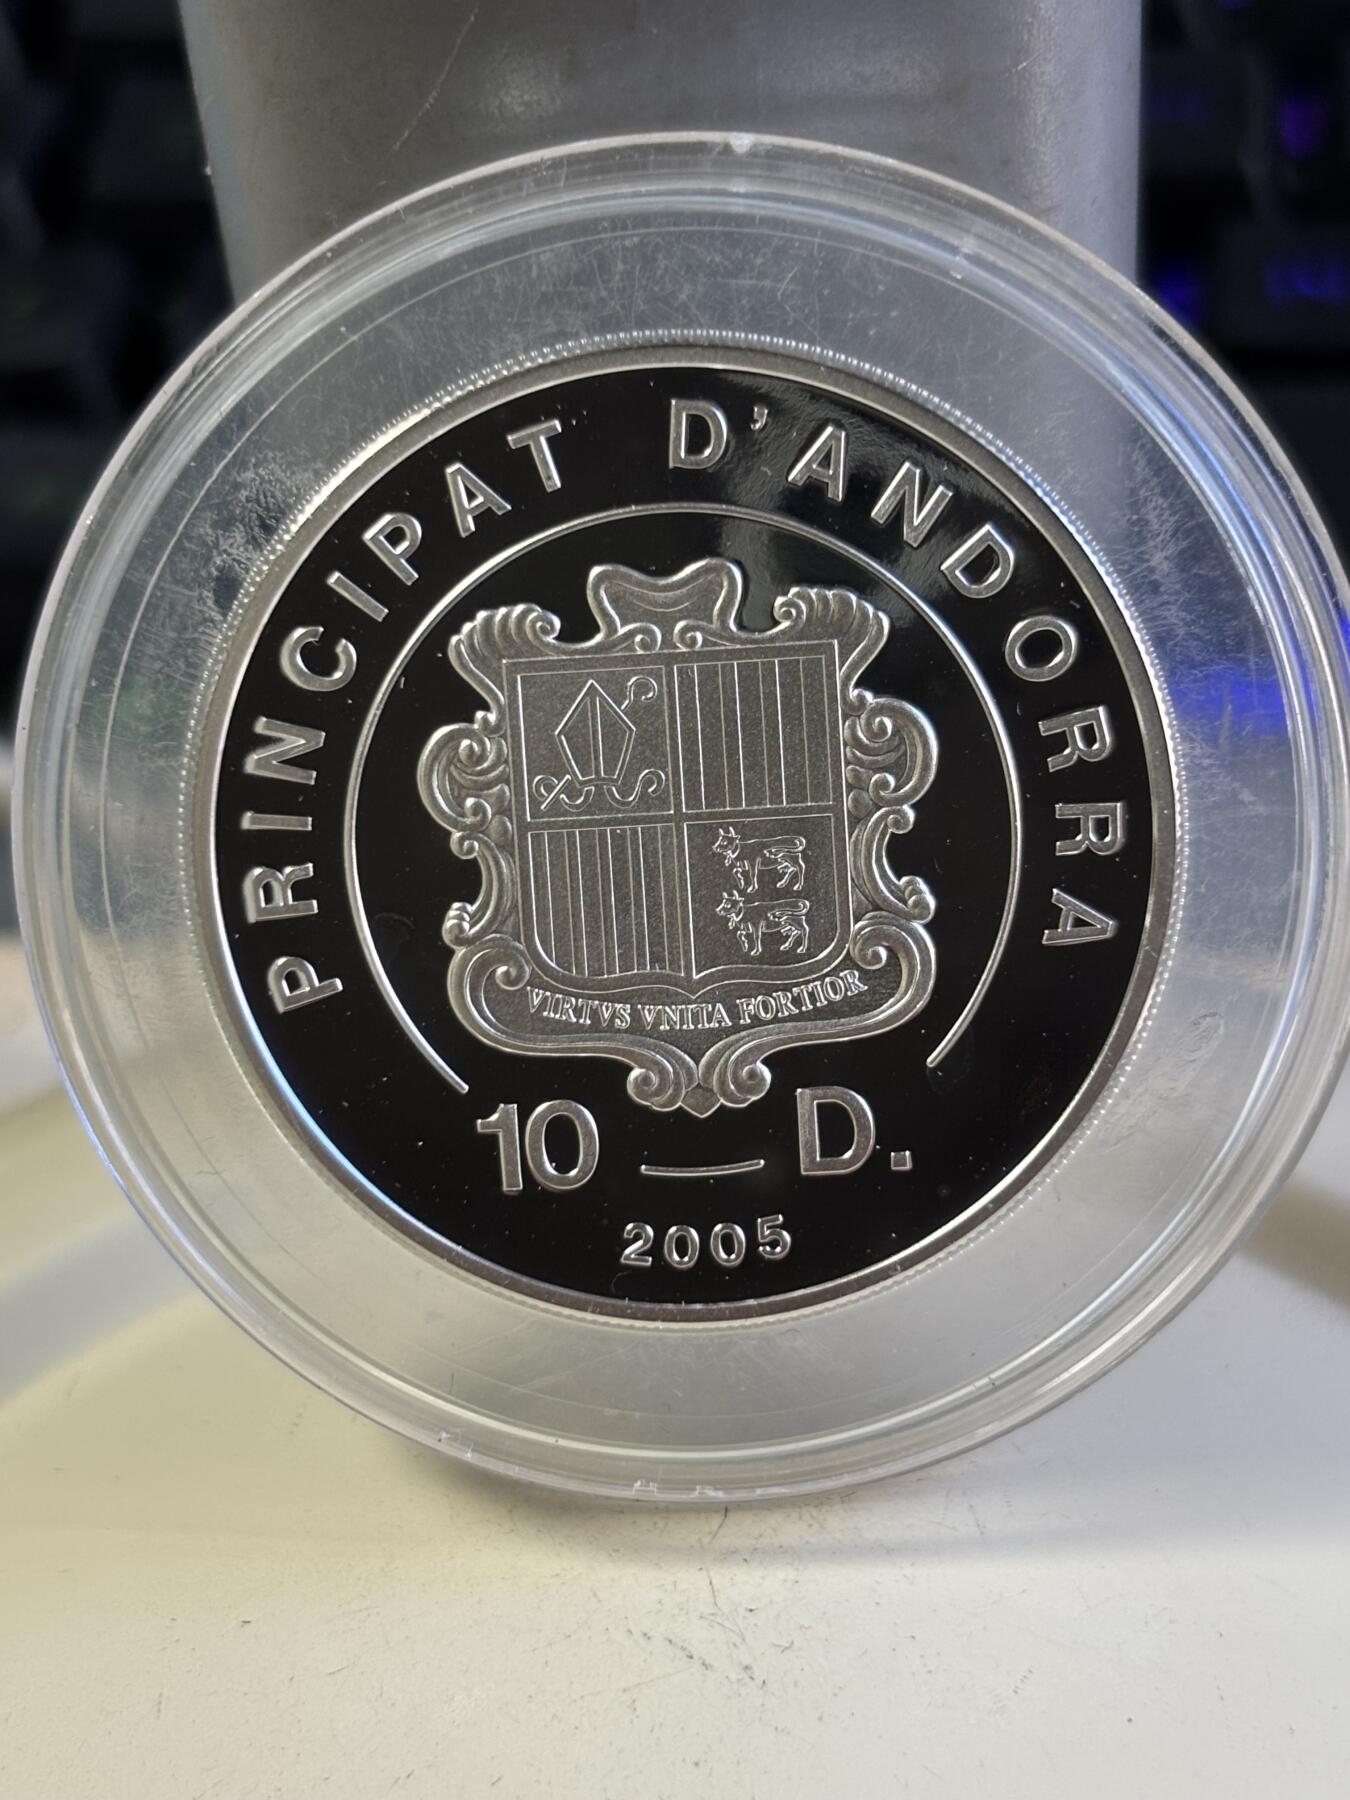 PRINCIPAT D'ANDORRA
VIRTVS VNITA FORTIOR
10 — D.
2005